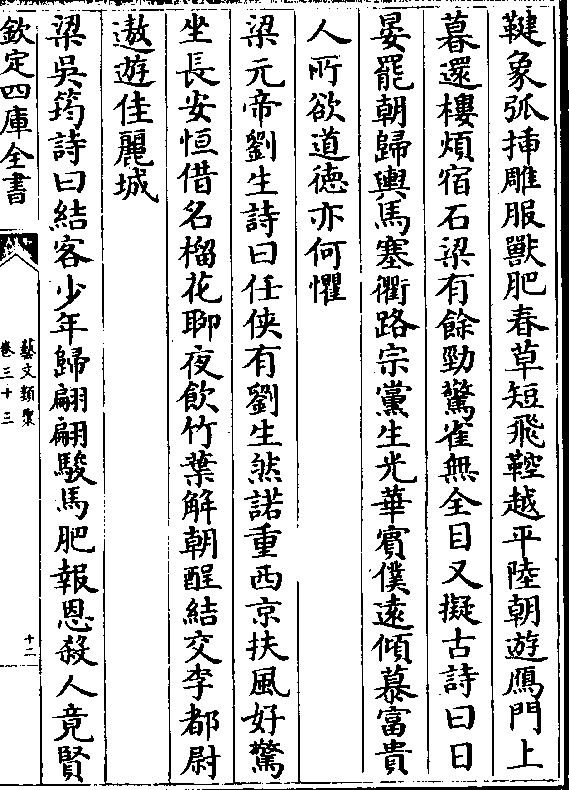 鞬象弧揷雕服獸肥春草短飛鞚越平陸朝遊鴈門上
暮還樓煩宿石梁有餘勁驚雀無全目又擬古詩曰日
晏罷朝歸輿馬塞衢路宗黨生光華賓僕遠傾慕富貴
人所欲道德亦何懼
梁元帝劉生詩曰任俠有劉生然諾重西京扶風好驚
坐長安恒借名榴花聊夜飲竹葉解朝酲結交李都尉
遨遊佳麗城
梁吳筠詩曰結客少年歸翩翩駿馬肥報恩殺人竟賢
欽定四庫全書
藝文類聚
卷三十三
十二